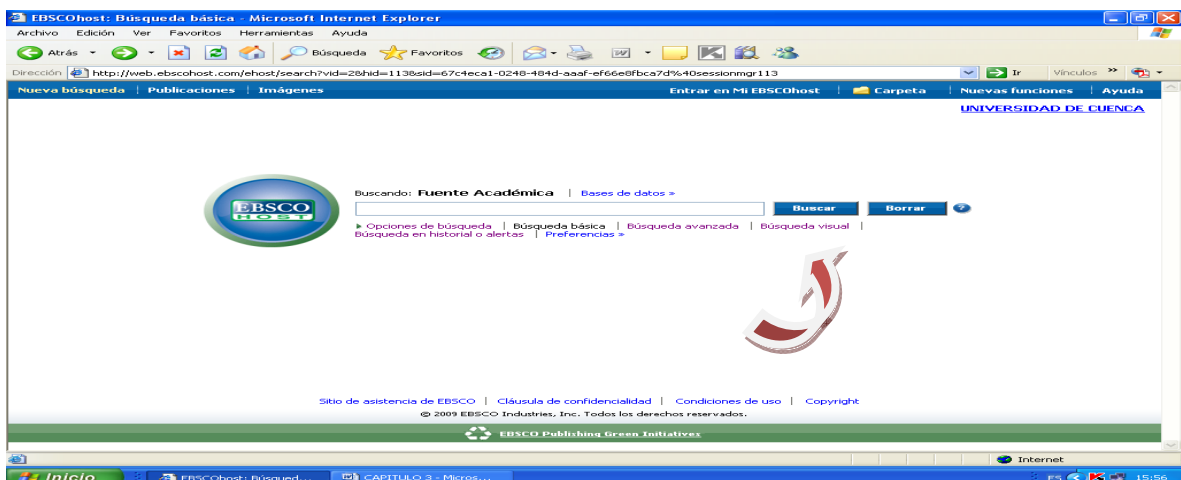 EBSCOhost: Búsqueda básica - Microsoft Internet Explorer
Archivo Edición Ver Favoritos Herramientas Ayuda
Atrás Búsqueda Favoritos
Dirección http://web.ebscohost.com/ehost/search?vid=2&hid=113&sid=67c4eca1-0248-484d-aaaf-ef66e8fbca7d%40sessionmgr113 Ir Vínculos »
Nueva búsqueda | Publicaciones | Imágenes Entrar en Mi EBSCOhost | Carpeta | Nuevas funciones | Ayuda
UNIVERSIDAD DE CUENCA
Buscando: Fuente Académica | Bases de datos »
EBSCO
HOST
Buscar Borrar ?
Opciones de búsqueda | Búsqueda básica | Búsqueda avanzada | Búsqueda visual |
Búsqueda en historial o alertas | Preferencias »
Sitio de asistencia de EBSCO | Cláusula de confidencialidad | Condiciones de uso | Copyright
© 2009 EBSCO Industries, Inc. Todos los derechos reservados.
EBSCO Publishing Green Initiatives
Internet
Inicio EBSCOhost: Búsqued... CAPITULO 3 - Micros... ES 15:56